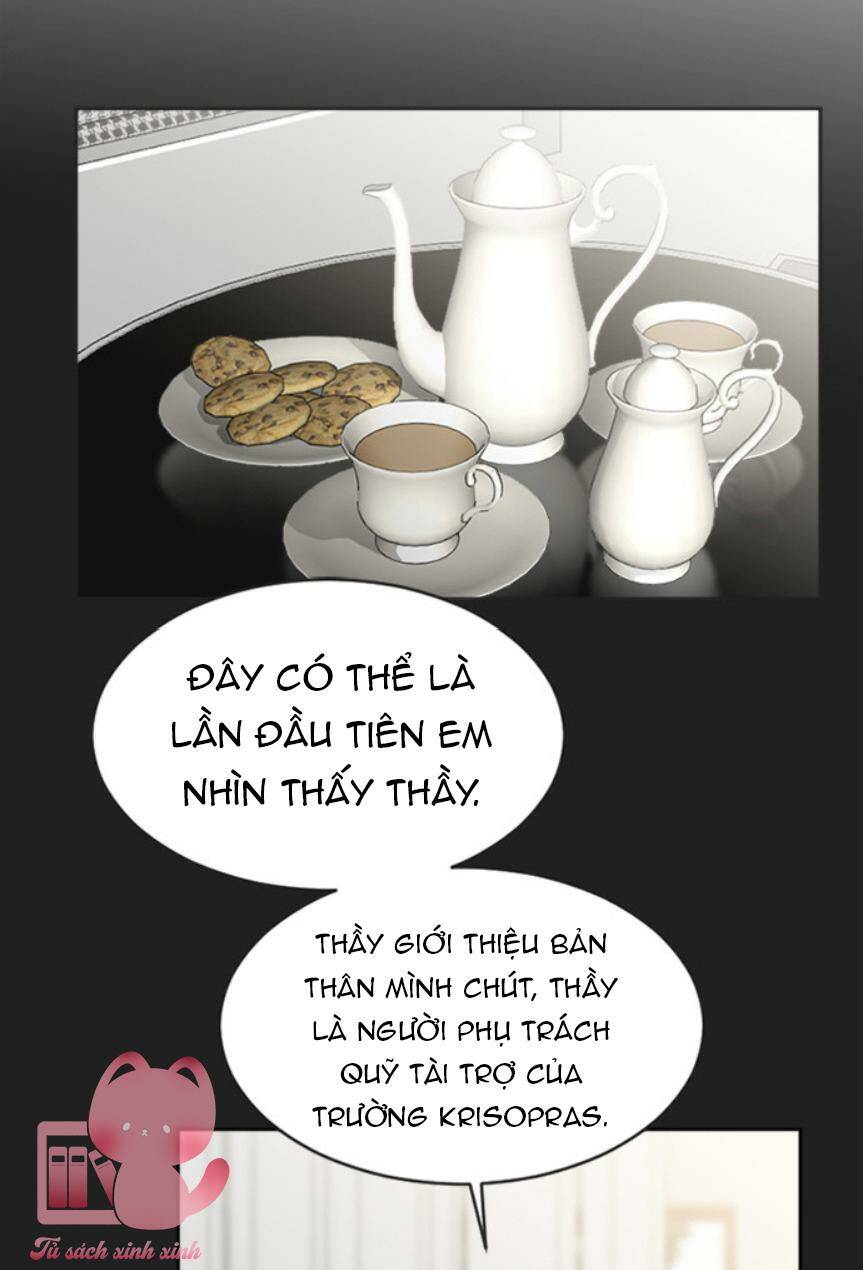 ĐÂY CÓ THỂ LÀ
LẦN ĐẦU TIÊN EM
NHÌN THẤY THẦY.
THẦY GIỚI THIỆU BẢN
THÂN MÌNH CHÚT, THẦY
LÀ NGƯỜI PHỤ TRÁCH
QUỸ TÀI TRỢ CỦA
TRƯỜNG KRISOPRAS.
Tủ sách xinh xinh